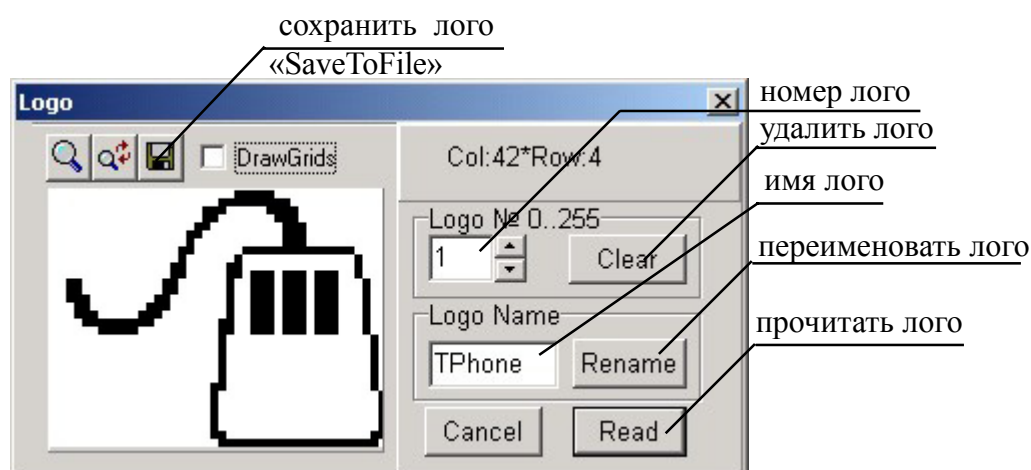 сохранить лого
«SaveToFile»
Logo
номер лого
удалить лого
DrawGrids
Col:42*Row:4
имя лого
Logo № 0..255
1
Clear
переименовать лого
Logo Name
прочитать лого
TPhone
Rename
Cancel
Read